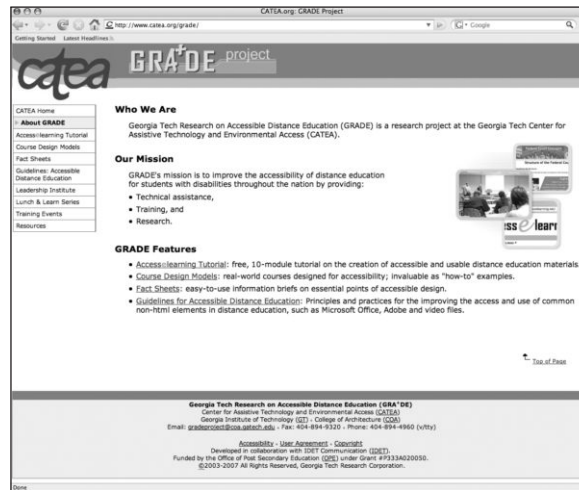 CATEA.org: GRADE Project
http://www.catea.org/grade/
Google
Getting Started Latest Headlines
catea
GRA+DE project
CATEA Home
About GRADE
Access elearning Tutorial
Course Design Models
Fact Sheets
Guidelines: Accessible
Distance Education
Leadership Institute
Lunch & Learn Series
Training Events
Resources
Who We Are
Georgia Tech Research on Accessible Distance Education (GRADE) is a research project at the Georgia Tech Center for
Assistive Technology and Environmental Access (CATEA).
Our Mission
GRADE's mission is to improve the accessibility of distance education
for students with disabilities throughout the nation by providing:
• Technical assistance,
• Training, and
• Research.
ess elearn
GRADE Features
• Access elearning Tutorial: free, 10-module tutorial on the creation of accessible and usable distance education materials
• Course Design Models: real-world courses designed for accessibility; invaluable as "how-to" examples.
• Fact Sheets: easy-to-use information briefs on essential points of accessible design.
• Guidelines for Accessible Distance Education: Principles and practices for the improving the access and use of common
non-html elements in distance education, such as Microsoft Office, Adobe and video files.
Top of Page
Georgia Tech Research on Accessible Distance Education (GRA+DE)
Center for Assistive Technology and Environmental Access (CATEA)
Georgia Institute of Technology (GT) - College of Architecture (COA)
Email: gradeproject@coa.gatech.edu - Fax: 404-894-9320 - Phone: 404-894-4960 (v/tty)
Accessibility - User Agreement - Copyright
Developed in collaboration with IDET Communication (IDET).
Funded by the Office of Post Secondary Education (OPE) under Grant #P333A020050.
©2003-2007 All Rights Reserved, Georgia Tech Research Corporation.
Done